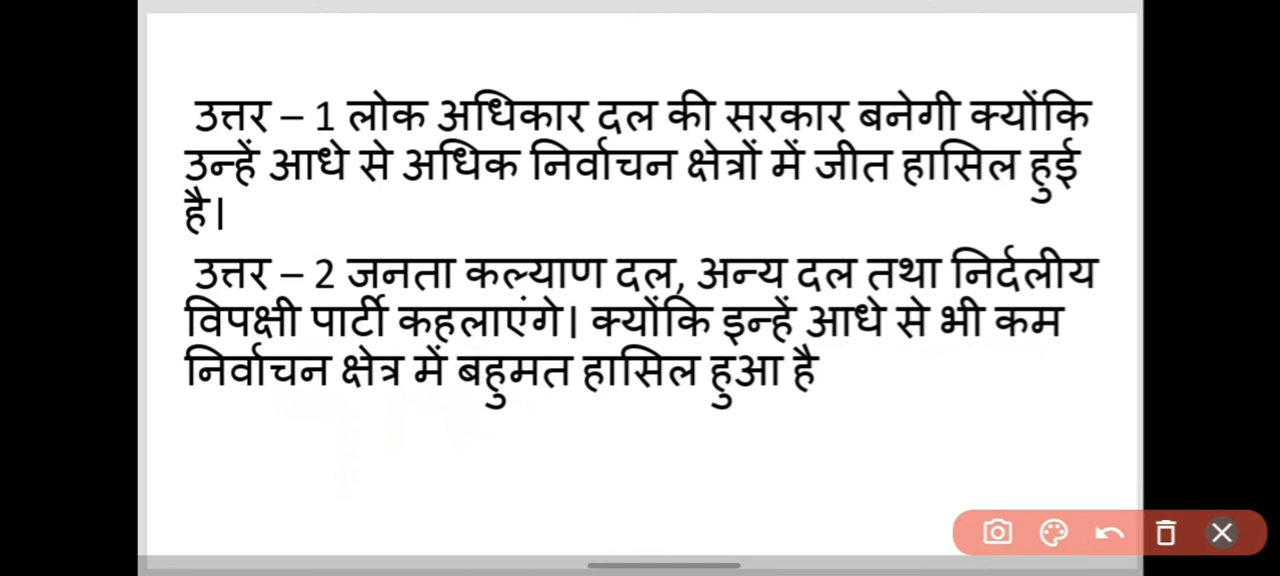 उत्तर – 1 लोक अधिकार दल की सरकार बनेगी क्योंकि
उन्हें आधे से अधिक निर्वाचन क्षेत्रों में जीत हासिल हुई
है।
उत्तर – 2 जनता कल्याण दल, अन्य दल तथा निर्दलीय
विपक्षी पार्टी कहलाएंगे। क्योंकि इन्हें आधे से भी कम
निर्वाचन क्षेत्र में बहुमत हासिल हुआ है